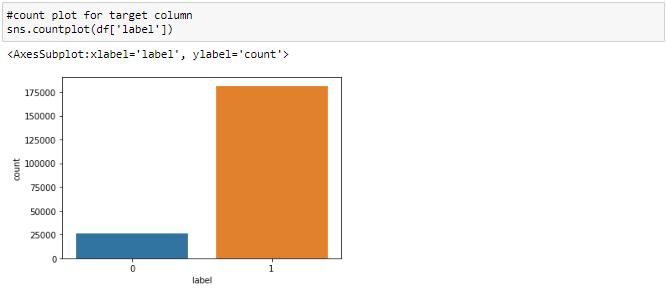 #count plot for target column
sns.countplot(df['label'])
<AxesSubplot:xlabel='label', ylabel='count'>
175000
150000
125000
100000
75000
50000
25000
0
count
0 1
label